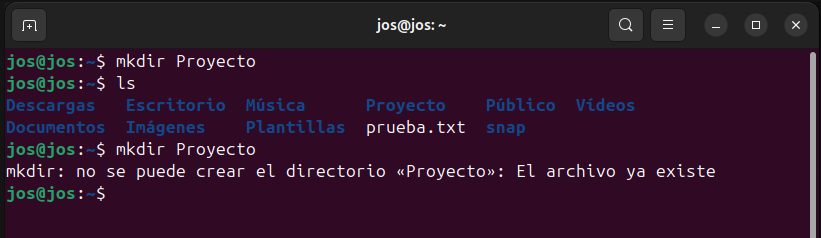 jos@jos: ~
jos@jos:~$ mkdir Proyecto
jos@jos:~$ ls
Descargas Escritorio Música Proyecto Público Vídeos
Documentos Imágenes Plantillas prueba.txt snap
jos@jos:~$ mkdir Proyecto
mkdir: no se puede crear el directorio «Proyecto»: El archivo ya existe
jos@jos:~$